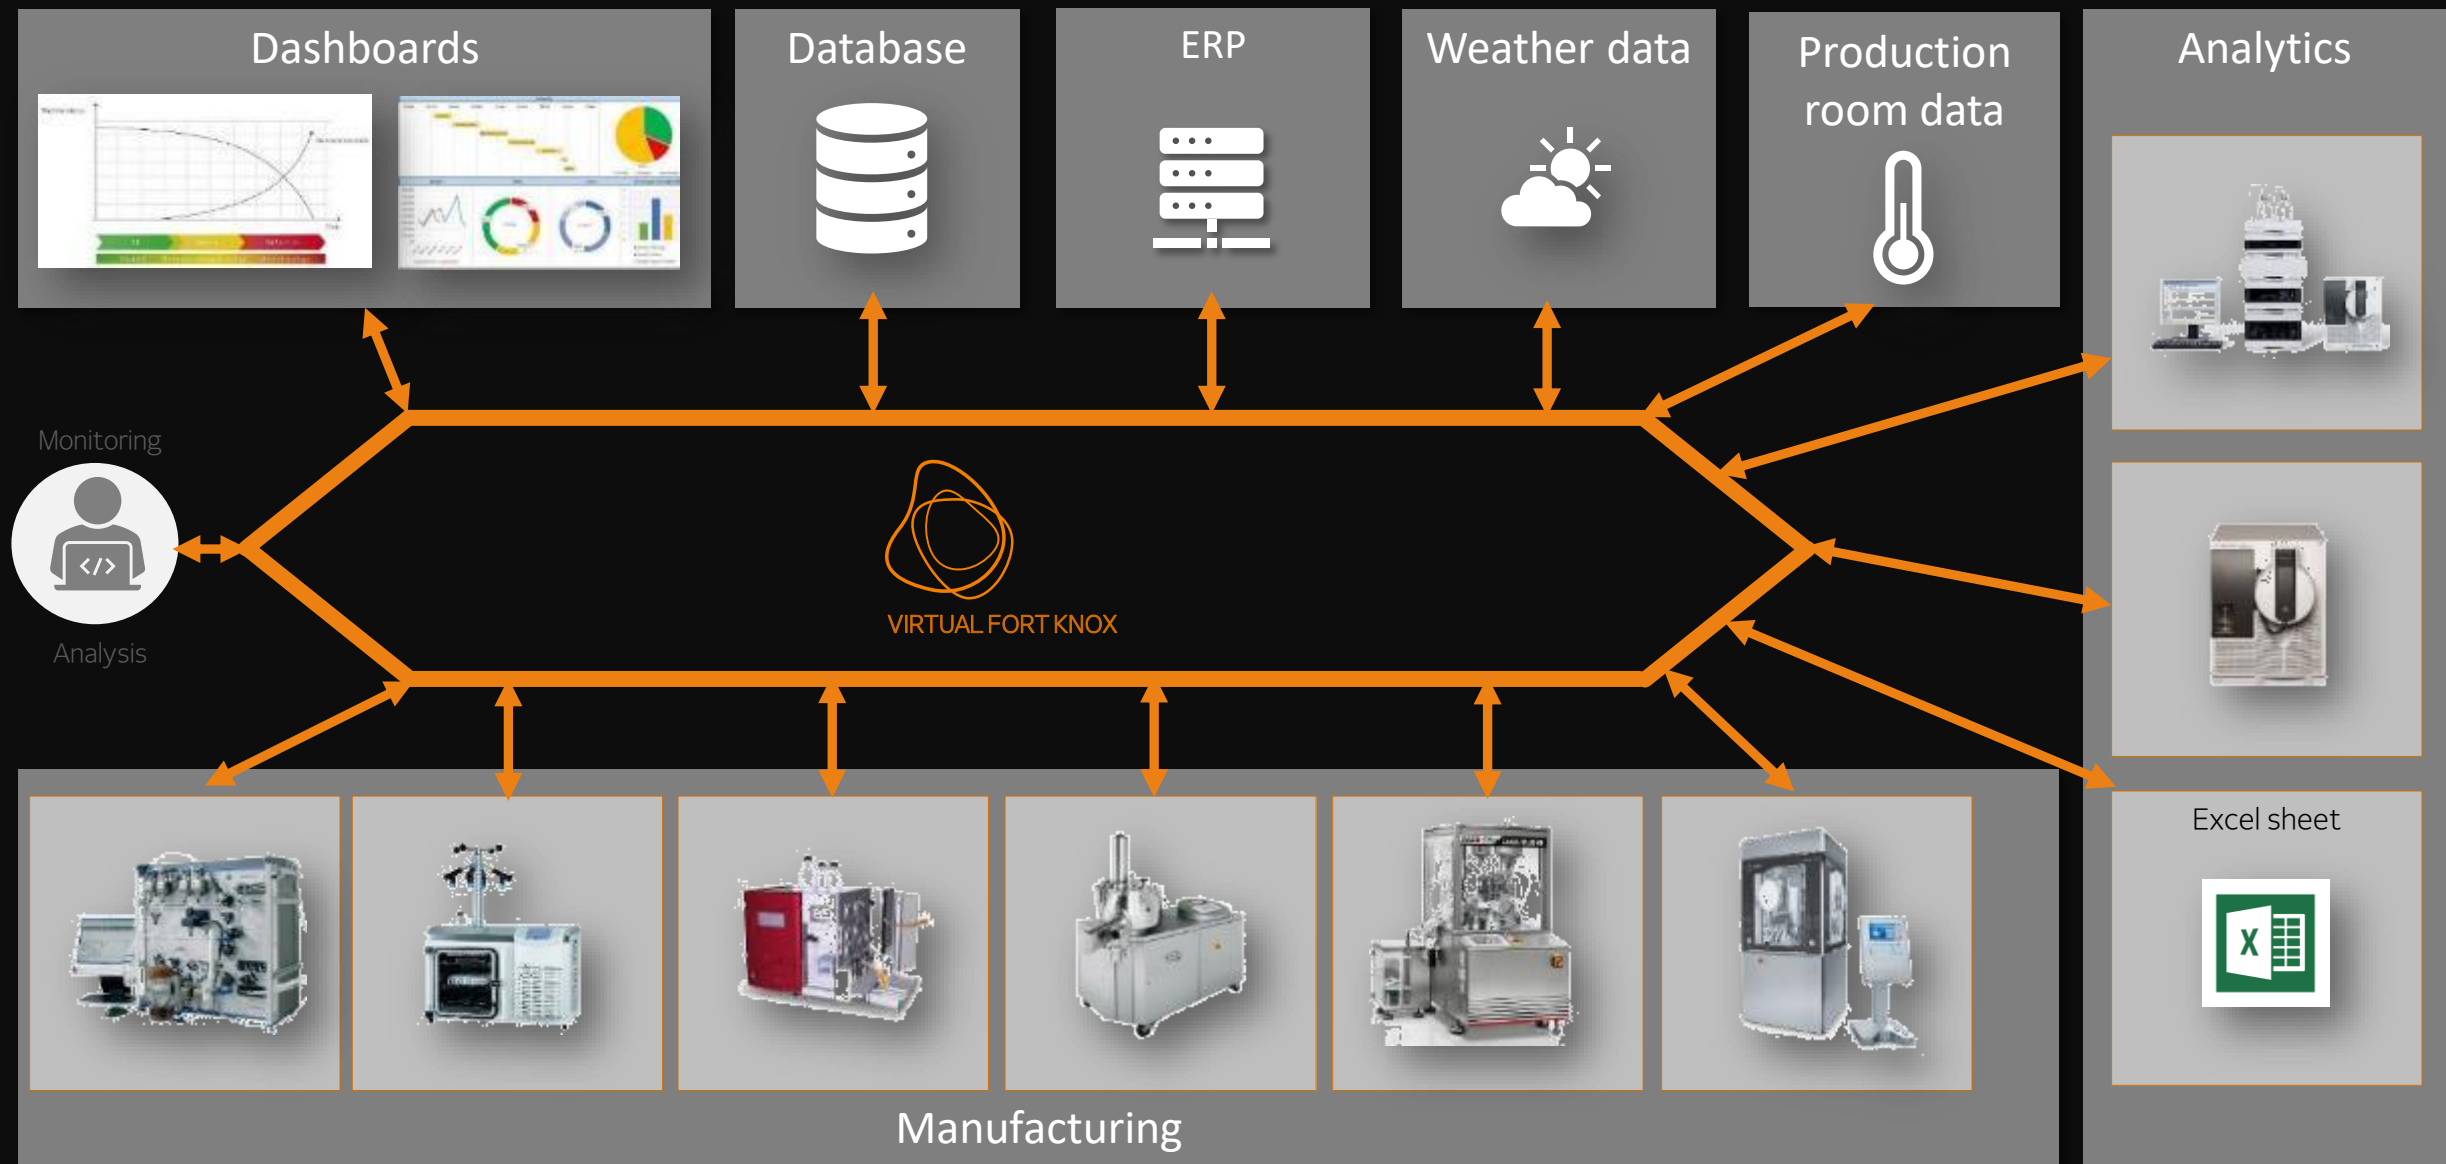 Dashboards
Database
ERP
Weather data
Production
room data
Analytics
Monitoring
</>
Analysis
VIRTUAL FORT KNOX
Excel sheet
X
Manufacturing